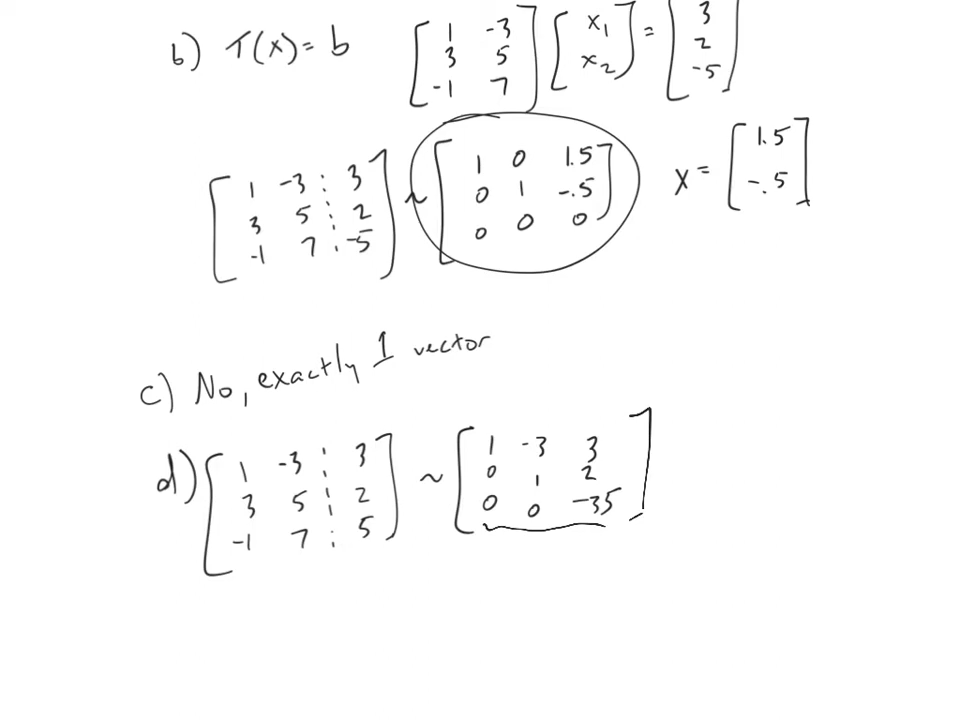 b) T(x) = b [1 -3; 3 5; -1 7] [x₁; x₂] = [3; 2; -5]
[1 -3 ⋮ 3; 3 5 ⋮ 2; -1 7 ⋮ -5] ~ [1 0 1.5; 0 1 -.5; 0 0 0] x = [1.5; -.5]
c) No, exactly 1 vector
d) [1 -3 ⋮ 3; 3 5 ⋮ 2; -1 7 ⋮ 5] ~ [1 -3 3; 0 1 2; 0 0 -35]